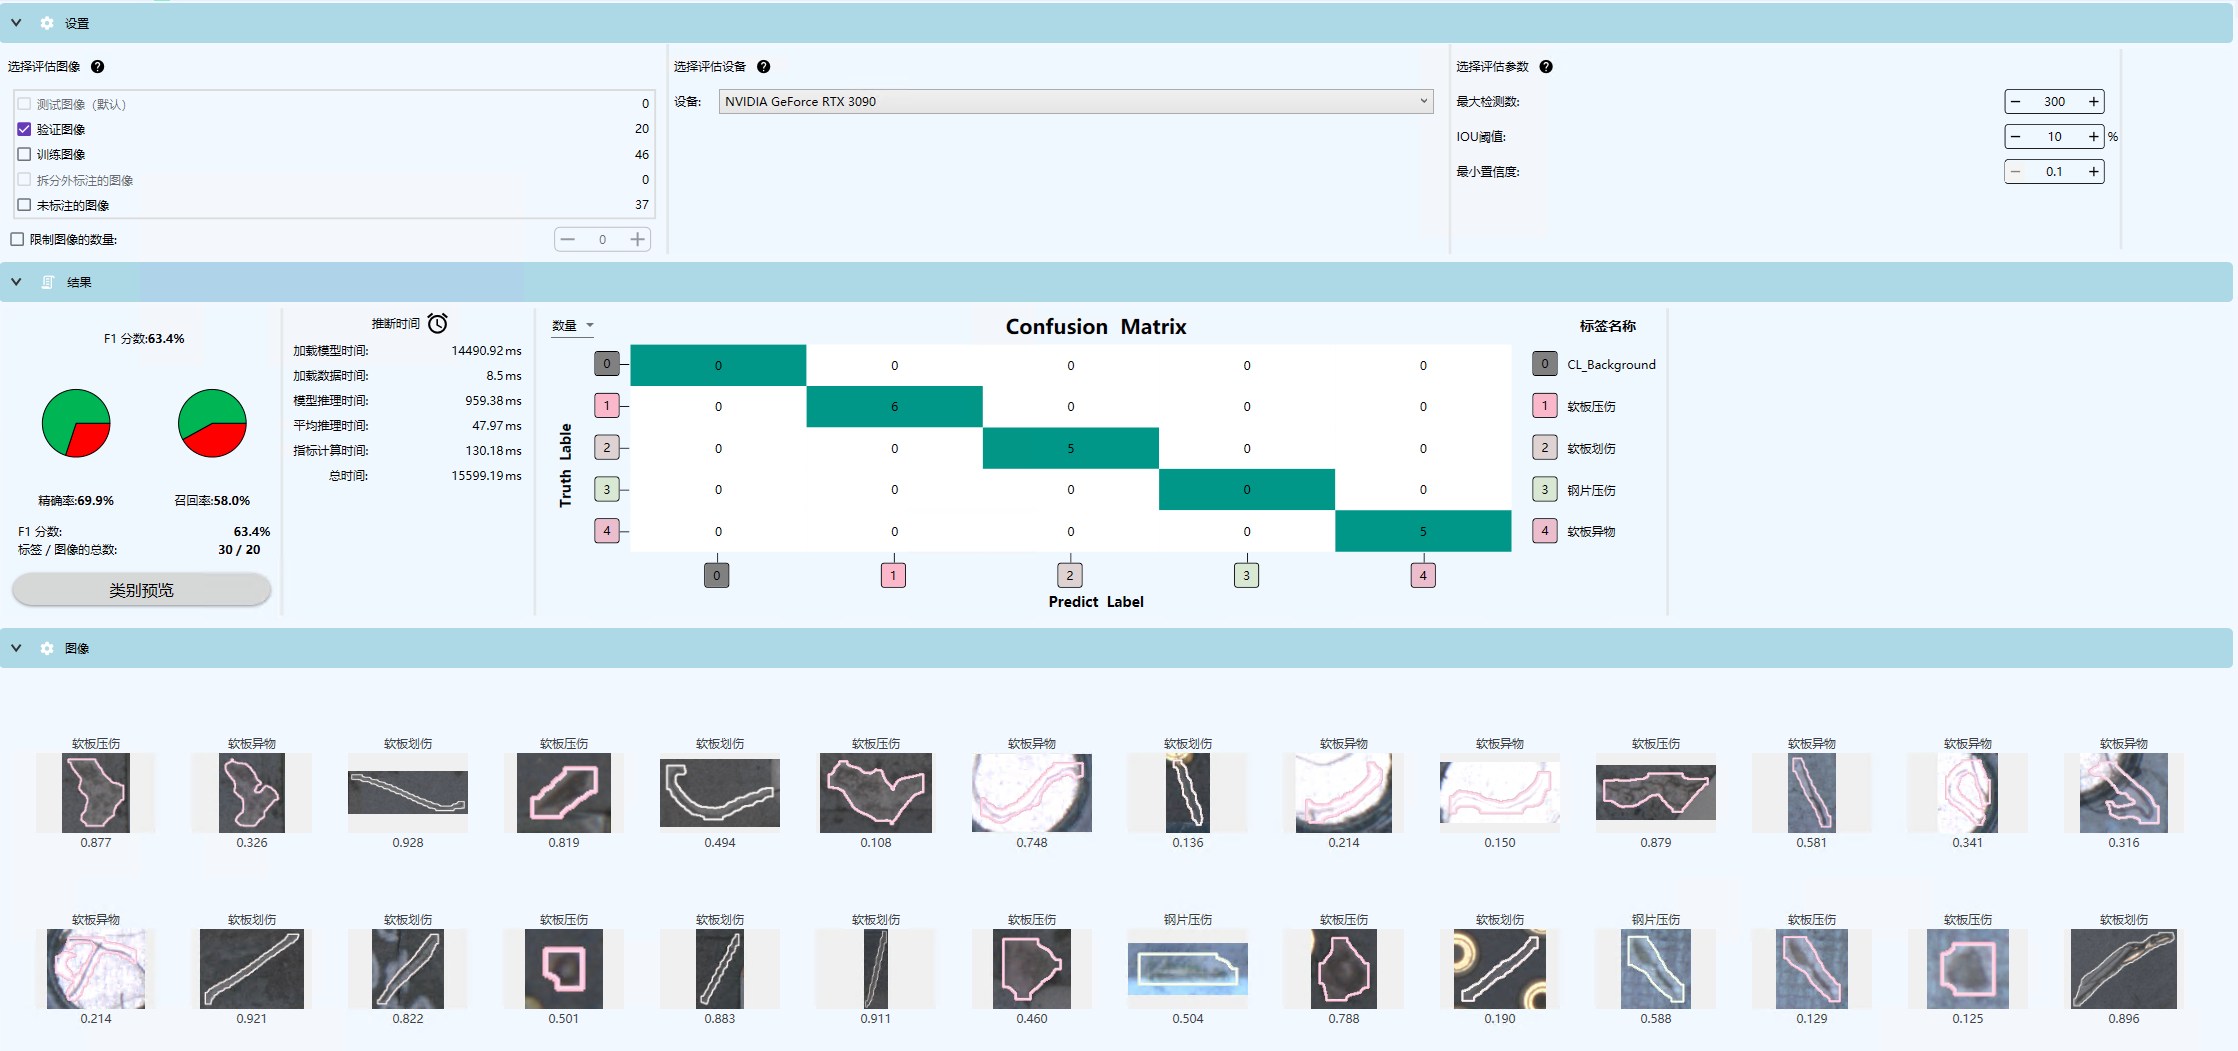 设置
选择评估图像
测试图像（默认） 0
验证图像 20
训练图像 46
拆分外标注的图像 0
未标注的图像 37
限制图像的数量: 0
选择评估设备
设备: NVIDIA GeForce RTX 3090
选择评估参数
最大检测数: 300
IOU阈值: 10 %
最小置信度: 0.1
结果
F1 分数:63.4%
精确率:69.9% 召回率:58.0%
F1 分数: 63.4%
标签 / 图像的总数: 30 / 20
类别预览
推断时间
加载模型时间: 14490.92ms
加载数据时间: 8.5ms
模型推理时间: 959.38ms
平均推理时间: 47.97ms
指标计算时间: 130.18ms
总时间: 15599.19ms
数量
Confusion Matrix
Truth Lable
0 0 0 0 0 0
1 0 6 0 0 0
2 0 0 5 0 0
3 0 0 0 0 0
4 0 0 0 0 5
0 1 2 3 4
Predict Label
标签名称
0 CL_Background
1 软板压伤
2 软板划伤
3 钢片压伤
4 软板异物
图像
软板压伤 软板异物 软板划伤 软板压伤 软板划伤 软板压伤 软板异物 软板划伤 软板异物 软板异物 软板压伤 软板异物 软板异物 软板异物
0.877 0.326 0.928 0.819 0.494 0.108 0.748 0.136 0.214 0.150 0.879 0.581 0.341 0.316
软板异物 软板划伤 软板划伤 软板压伤 软板划伤 软板划伤 软板压伤 钢片压伤 软板压伤 软板划伤 钢片压伤 软板压伤 软板压伤 软板划伤
0.214 0.921 0.822 0.501 0.883 0.911 0.460 0.504 0.788 0.190 0.588 0.129 0.125 0.896